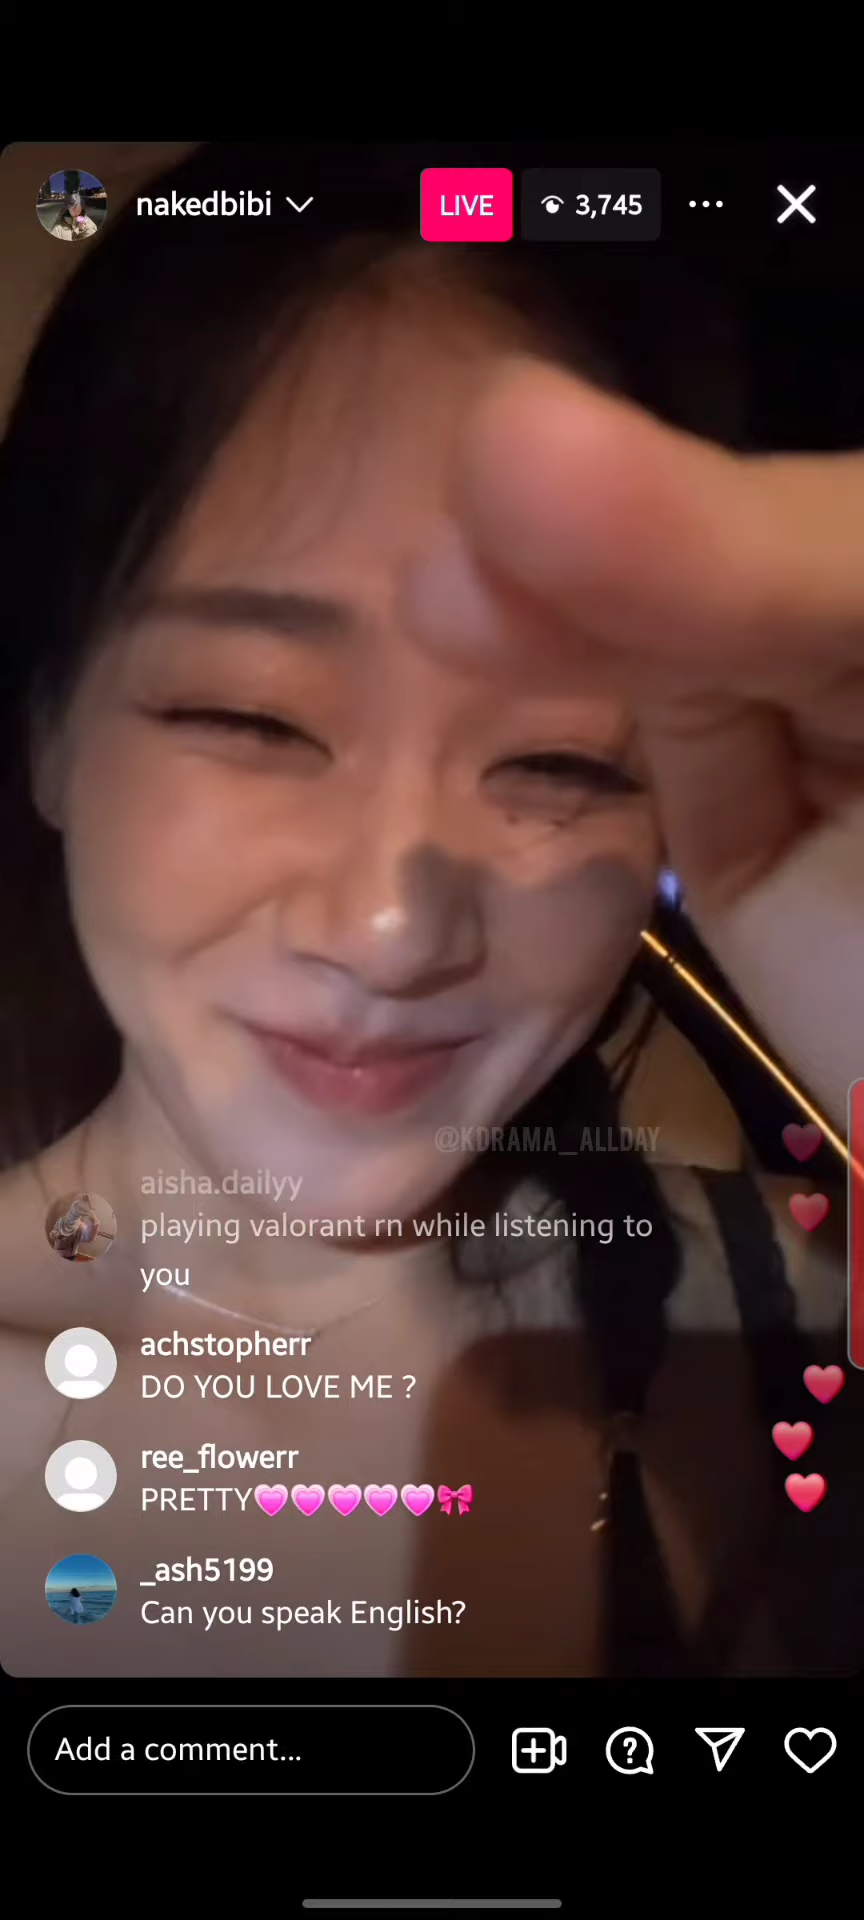 nakedbibi
LIVE
3,745
@KDRAMA_ALLDAY
aisha.dailyy
playing valorant rn while listening to
you
achstopherr
DO YOU LOVE ME ?
ree_flowerr
PRETTY💗💗💗💗💗🎀
_ash5199
Can you speak English?
Add a comment...